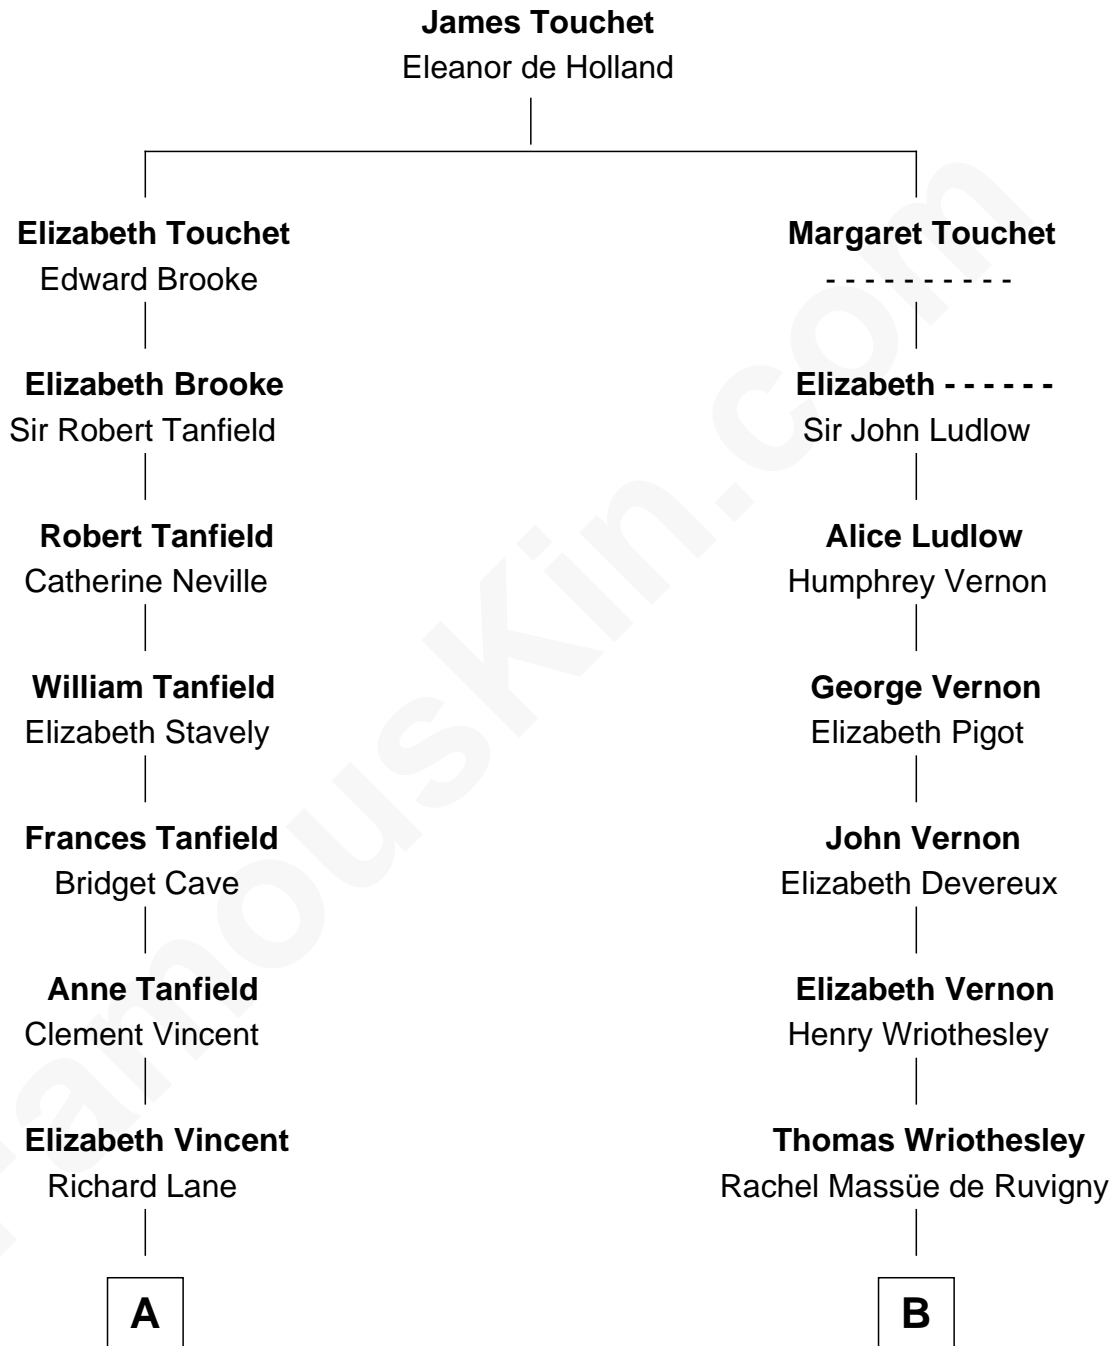 James Touchet
Eleanor de Holland
Elizabeth Touchet
Edward Brooke
Elizabeth Brooke
Sir Robert Tanfield
Robert Tanfield
Catherine Neville
William Tanfield
Elizabeth Stavely
Frances Tanfield
Bridget Cave
Anne Tanfield
Clement Vincent
Elizabeth Vincent
Richard Lane
A
Margaret Touchet
- - - - - - - - - -
Elizabeth - - - - - -
Sir John Ludlow
Alice Ludlow
Humphrey Vernon
George Vernon
Elizabeth Pigot
John Vernon
Elizabeth Devereux
Elizabeth Vernon
Henry Wriothesley
Thomas Wriothesley
Rachel Massüe de Ruvigny
B
FamousKin.com